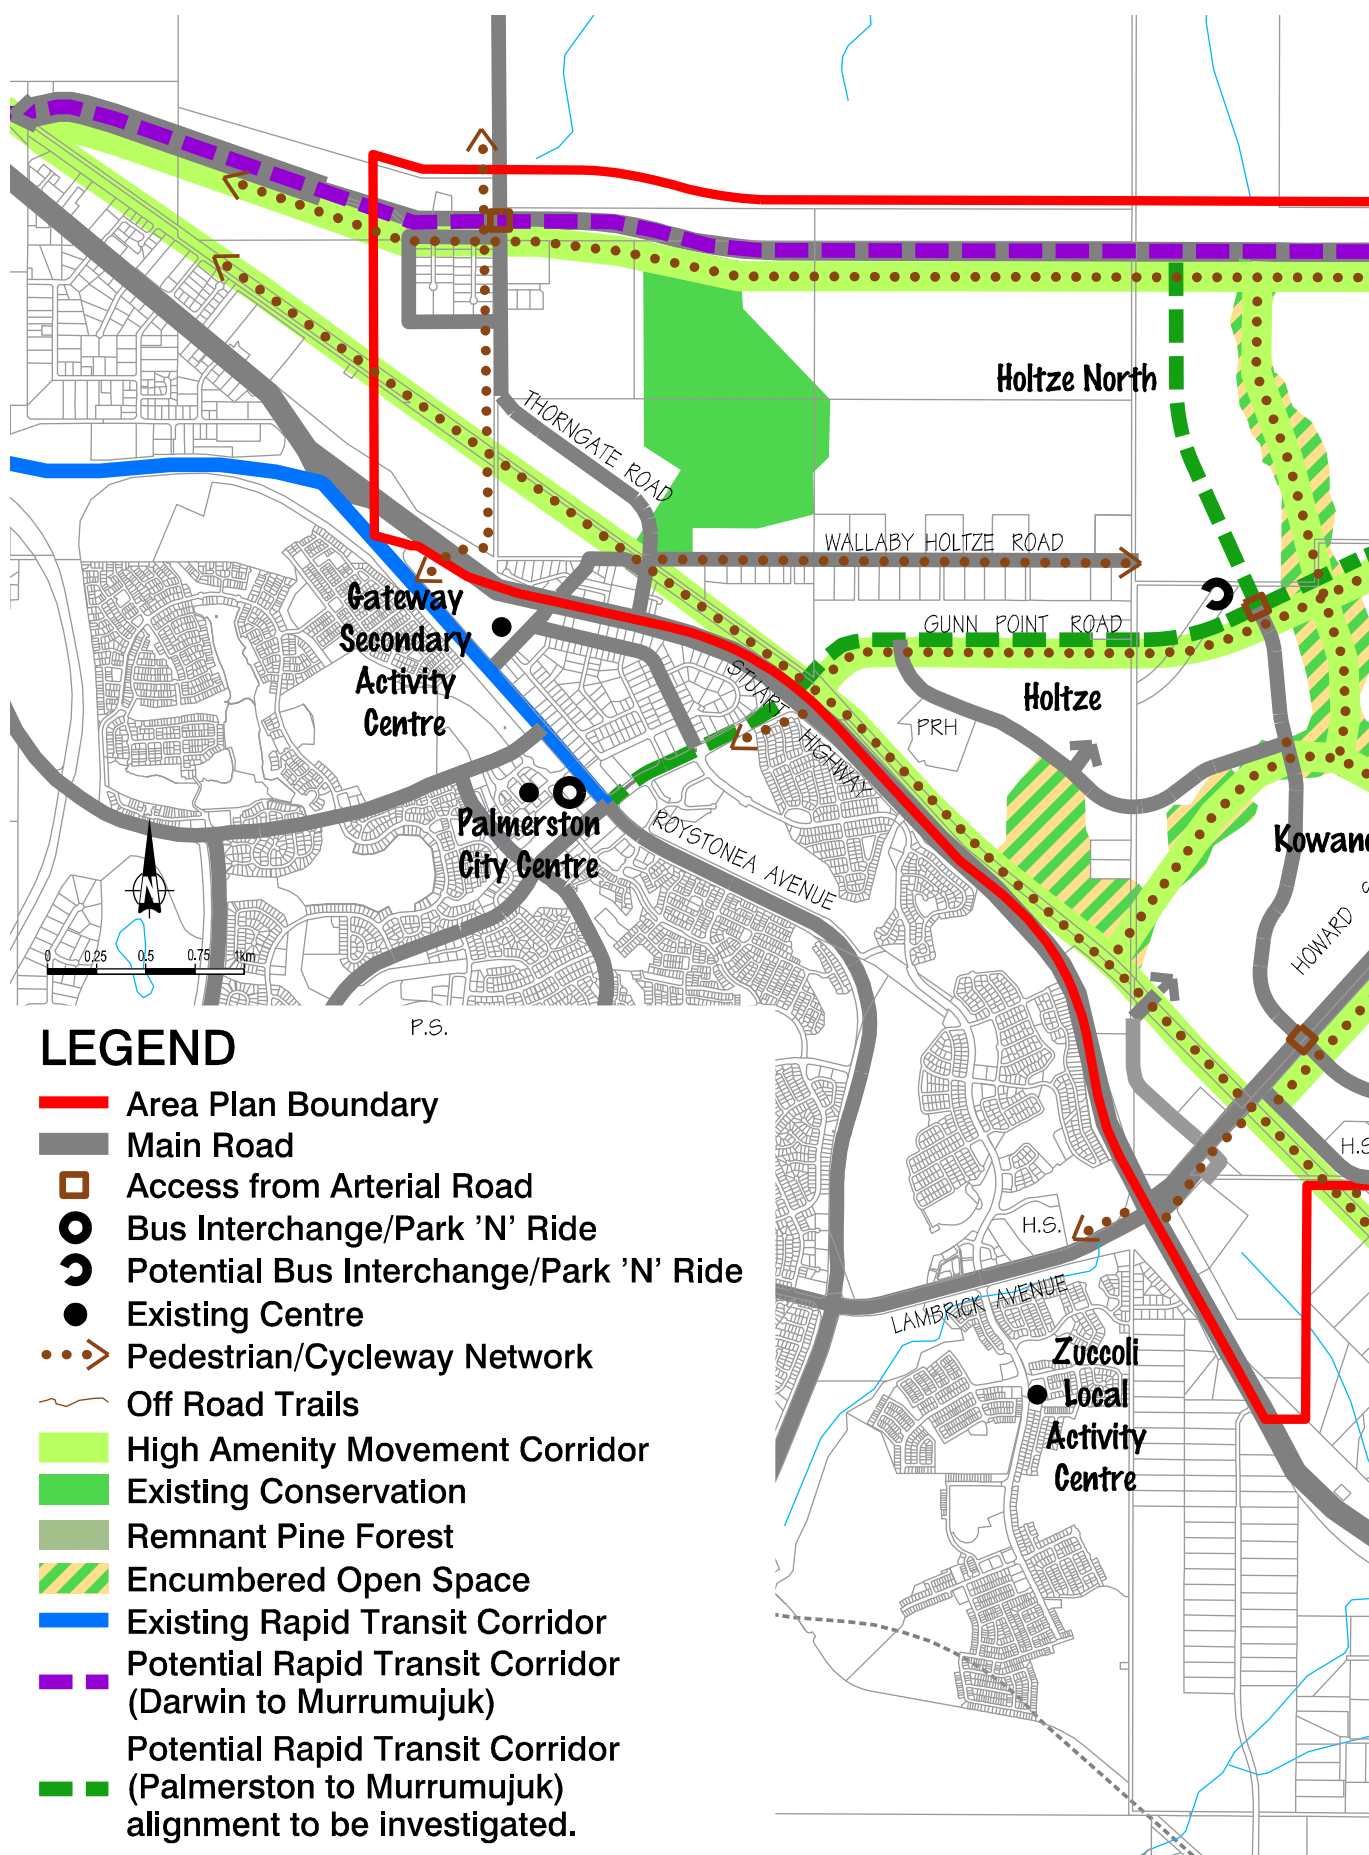 Holtze North
THORNGATE ROAD
WALLABY HOLTZE ROAD
Gateway
Secondary
Activity
Centre
GUNN POINT ROAD
STUART HIGHWAY
Holtze
PRH
Palmerston
City Centre
ROYSTONEA AVENUE
Kowan
HOWARD
N
0 0.25 0.5 0.75 1km
P.S.
H.S.
H.S.
LAMBRICK AVENUE
Zuccoli
Local
Activity
Centre
LEGEND
Area Plan Boundary
Main Road
Access from Arterial Road
Bus Interchange/Park 'N' Ride
Potential Bus Interchange/Park 'N' Ride
Existing Centre
Pedestrian/Cycleway Network
Off Road Trails
High Amenity Movement Corridor
Existing Conservation
Remnant Pine Forest
Encumbered Open Space
Existing Rapid Transit Corridor
Potential Rapid Transit Corridor
(Darwin to Murrumujuk)
Potential Rapid Transit Corridor
(Palmerston to Murrumujuk)
alignment to be investigated.